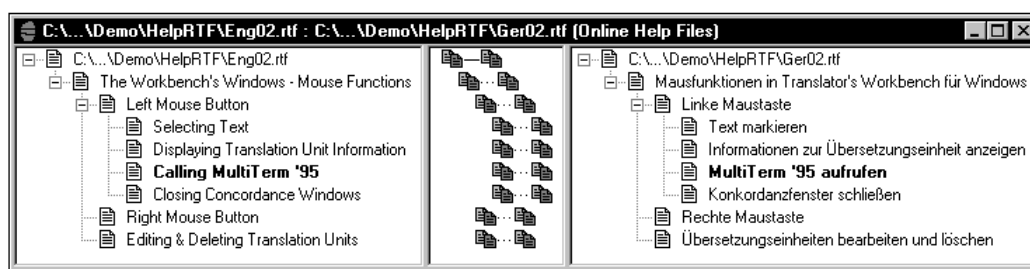 C:\...\Demo\HelpRTF\Eng02.rtf : C:\...\Demo\HelpRTF\Ger02.rtf (Online Help Files)
C:\...\Demo\HelpRTF\Eng02.rtf
The Workbench's Windows - Mouse Functions
Left Mouse Button
Selecting Text
Displaying Translation Unit Information
Calling MultiTerm '95
Closing Concordance Windows
Right Mouse Button
Editing & Deleting Translation Units
C:\...\Demo\HelpRTF\Ger02.rtf
Mausfunktionen in Translator's Workbench für Windows
Linke Maustaste
Text markieren
Informationen zur Übersetzungseinheit anzeigen
MultiTerm '95 aufrufen
Konkordanzfenster schließen
Rechte Maustaste
Übersetzungseinheiten bearbeiten und löschen